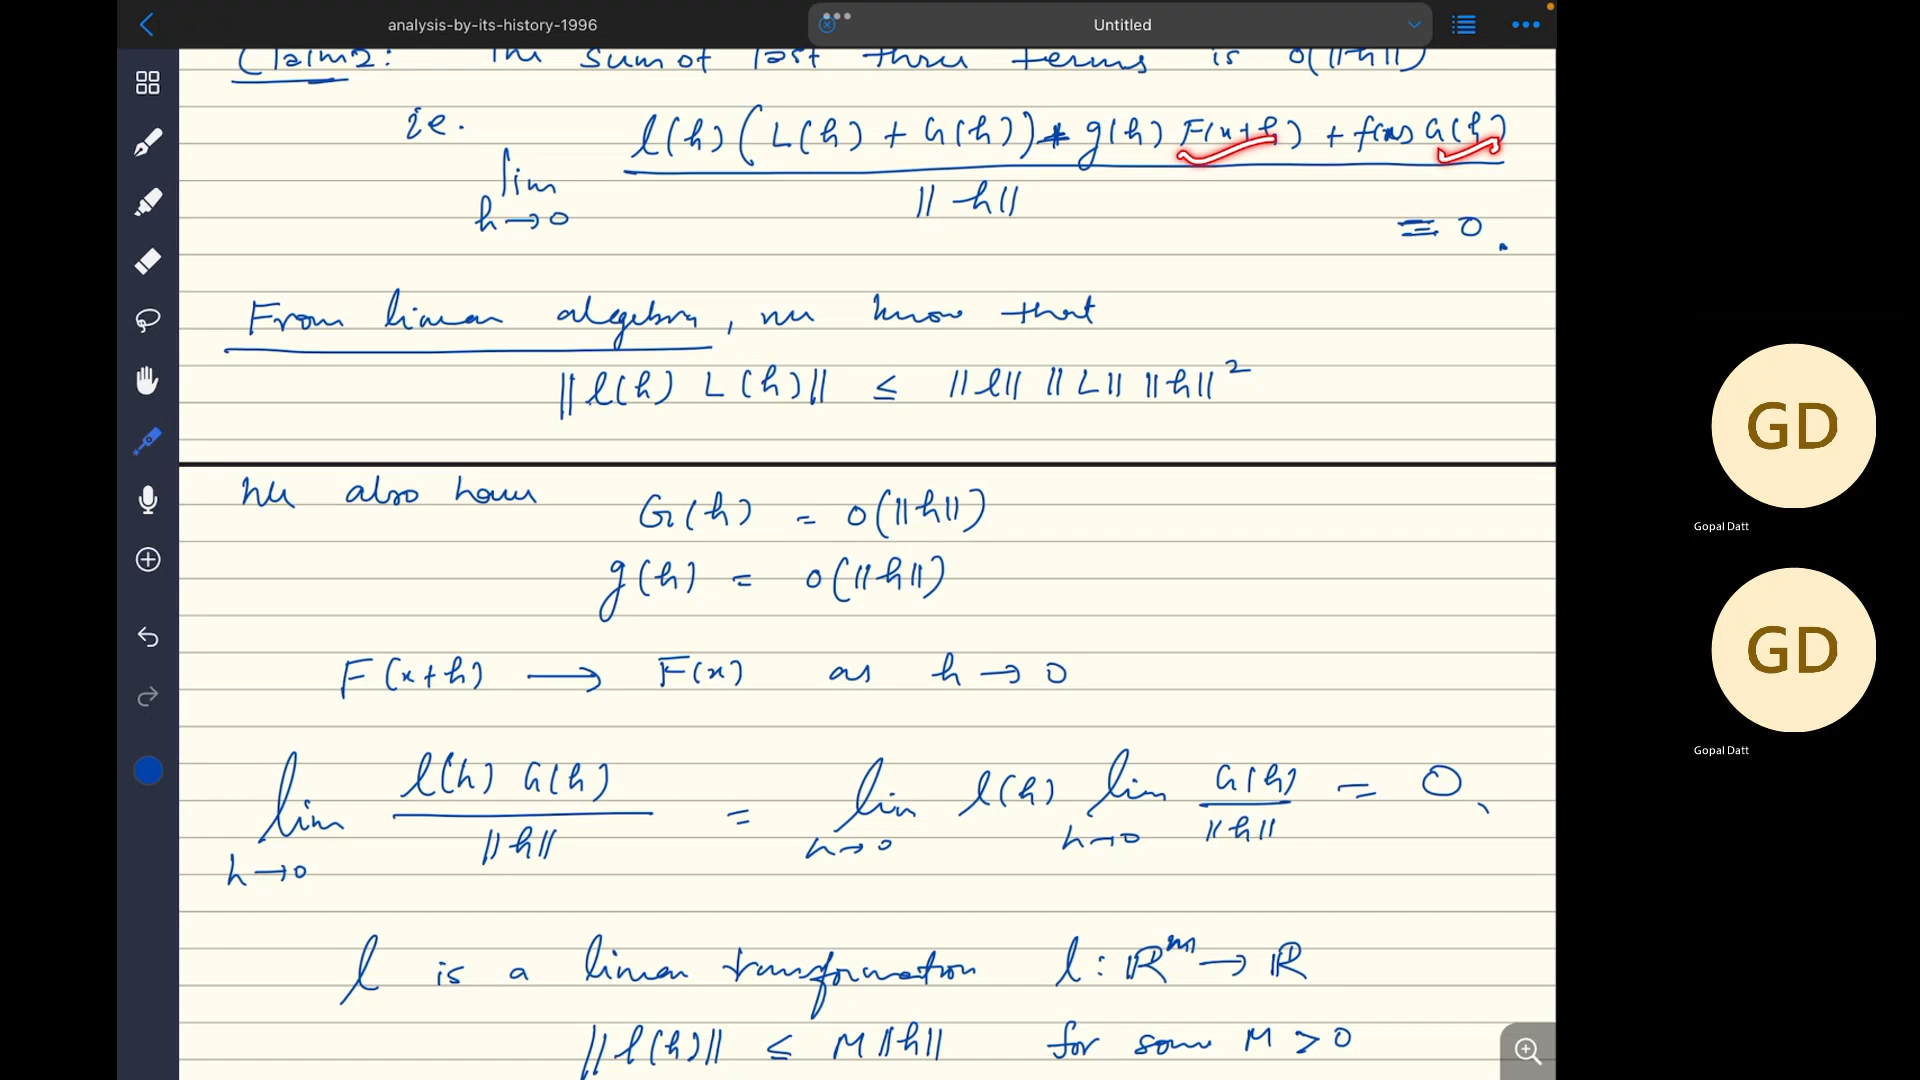 analysis-by-its-history-1996
Untitled
Claim 2: The sum of last three terms is o(||h||)
ie. lim h→0 l(h)(L(h) + G(h)) + g(h) F(x+h) + f(x) G(h) / ||h|| = 0.
From linear algebra, we know that
||l(h) L(h)|| ≤ ||l|| ||L|| ||h||²
We also have G(h) = o(||h||)
g(h) = o(||h||)
F(x+h) → F(x) as h → 0
lim h→0 l(h) G(h) / ||h|| = lim h→0 l(h) lim h→0 G(h) / ||h|| = 0.
l is a linear transformation l: ℝᵐ → ℝ
||l(h)|| ≤ M ||h|| for some M > 0
GD
Gopal Datt
GD
Gopal Datt